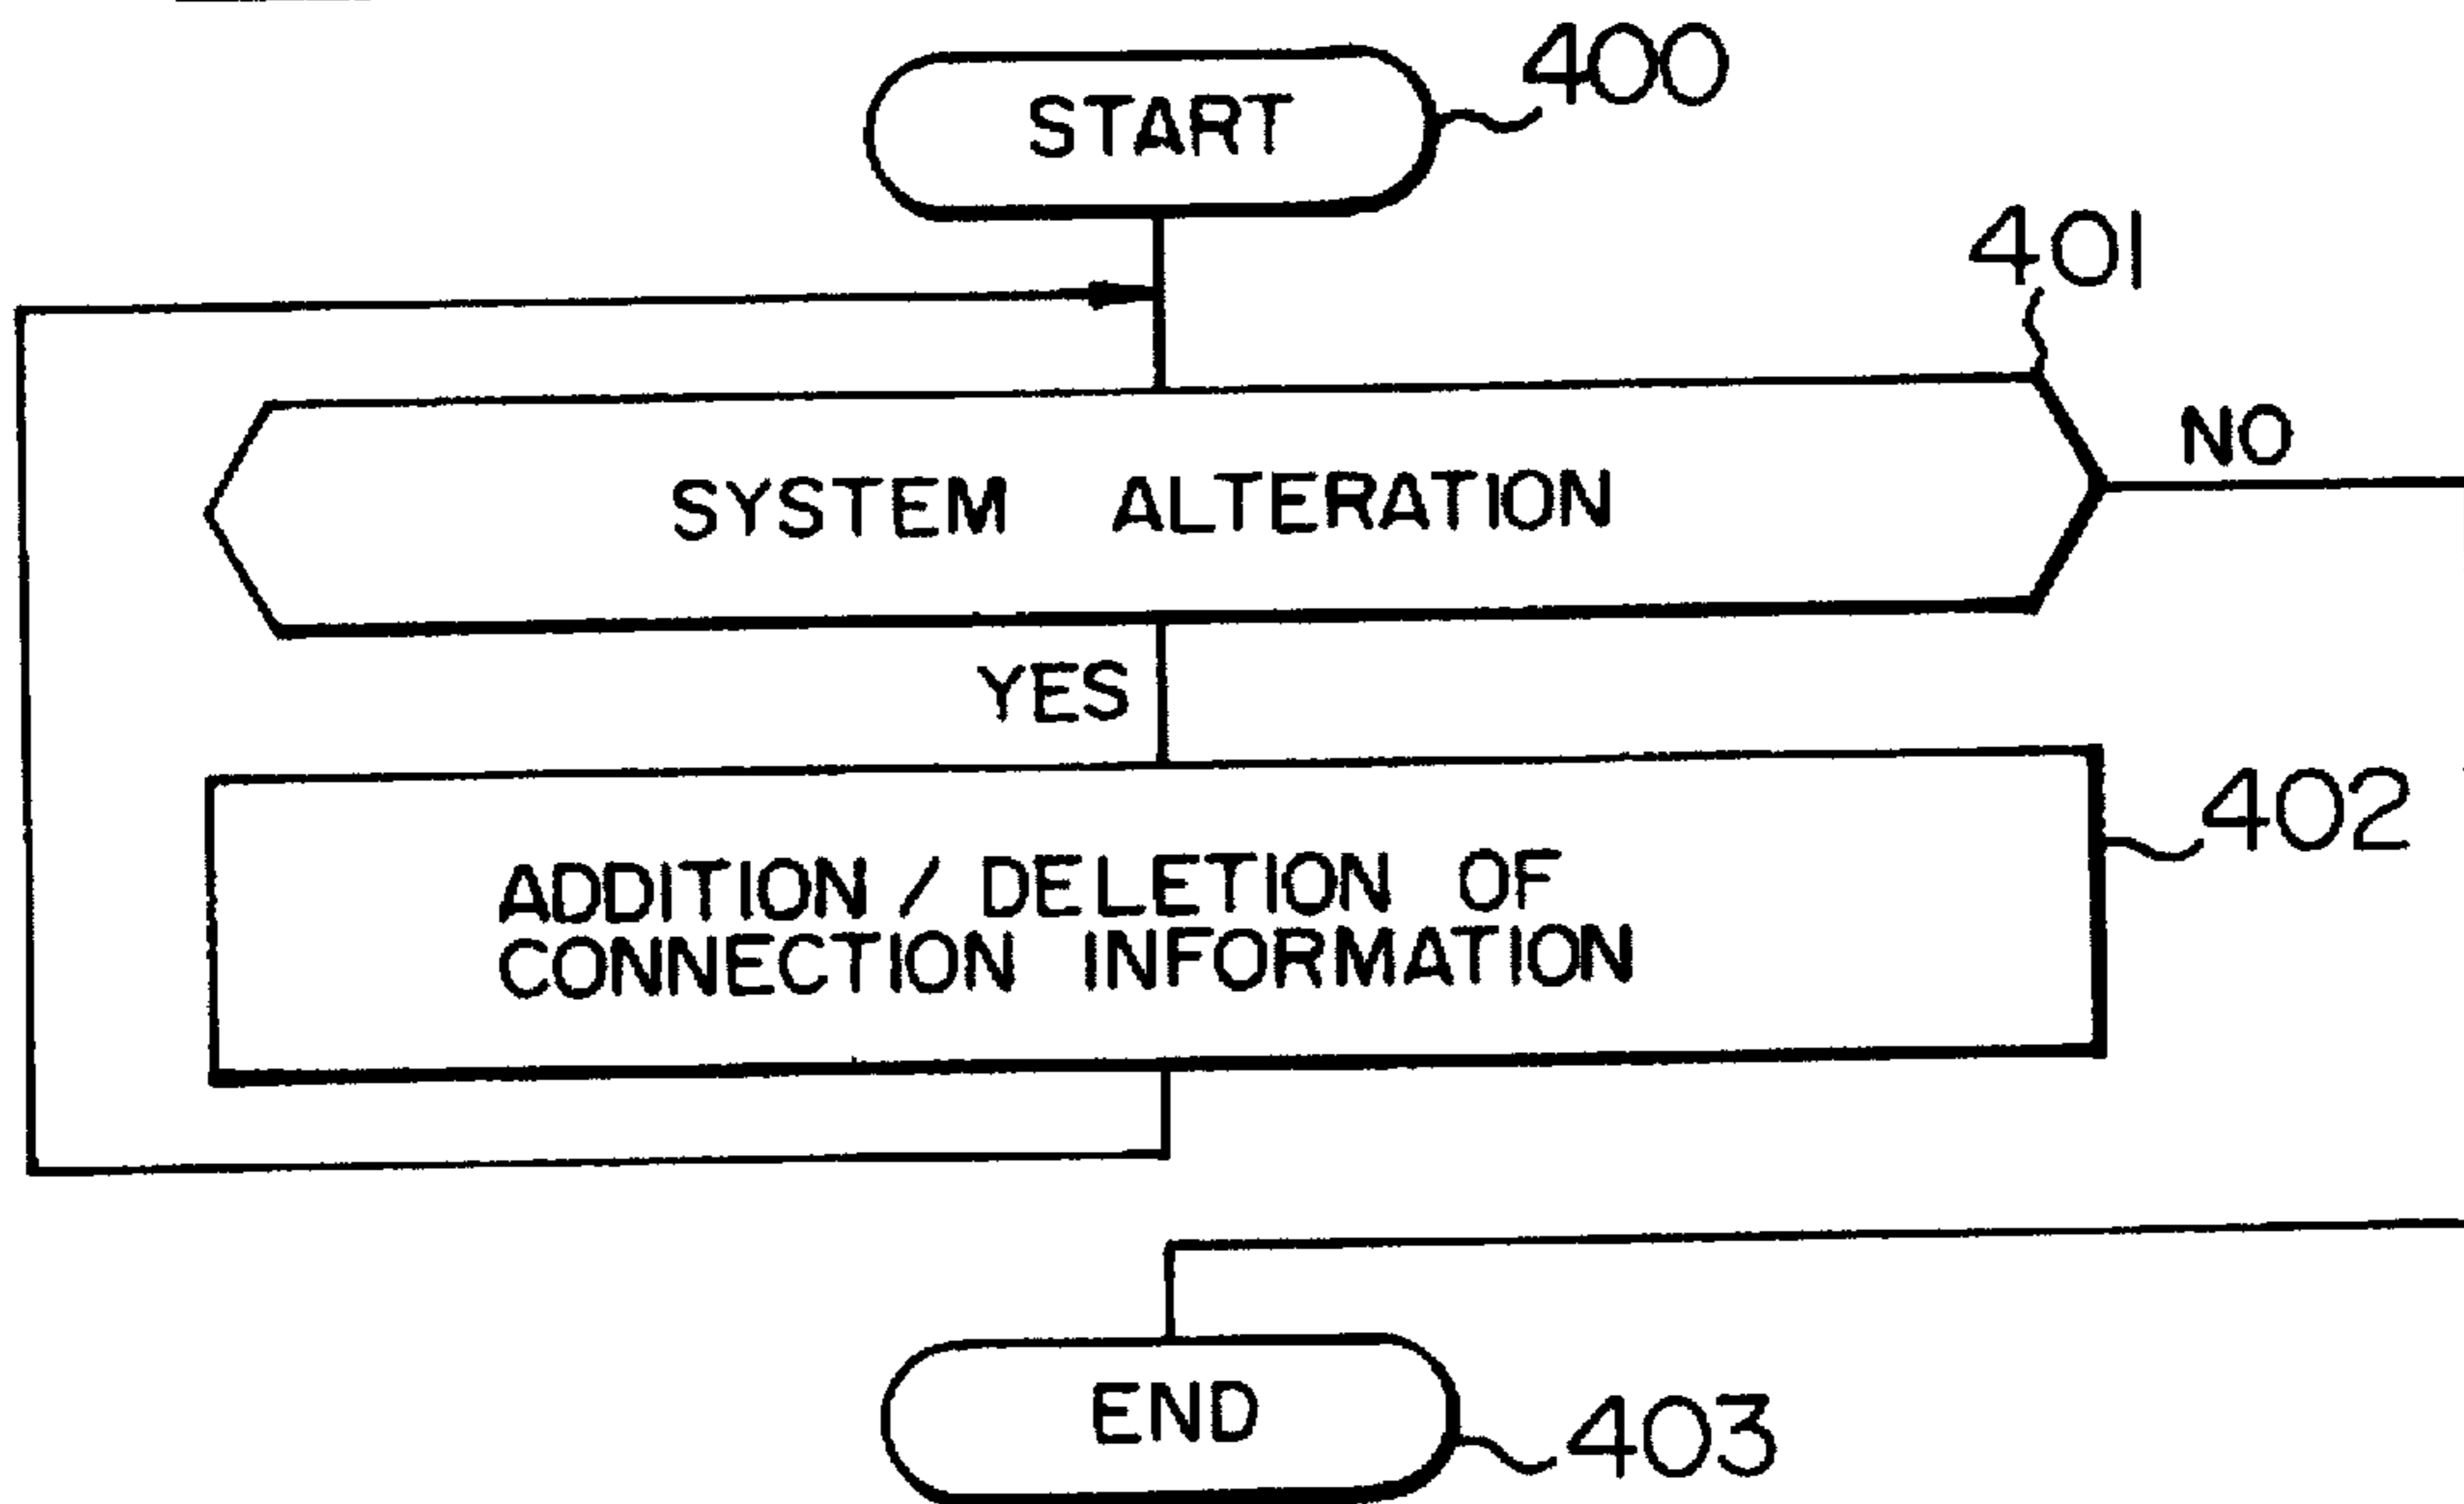 START
400
401
SYSTEM ALTERATION
NO
YES
402
ADDITION / DELETION OF
CONNECTION INFORMATION
END
403